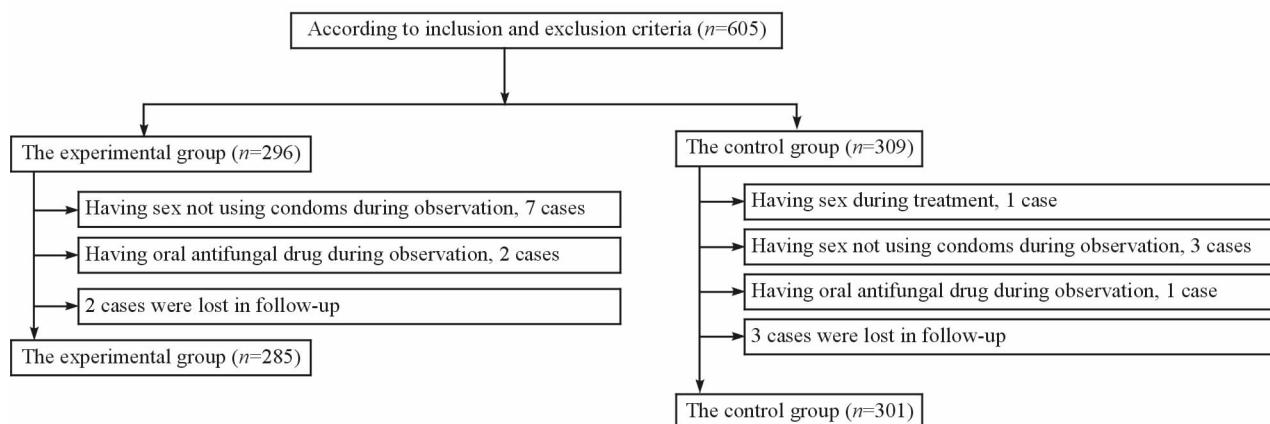 According to inclusion and exclusion criteria (n=605)
The experimental group (n=296)
Having sex not using condoms during observation, 7 cases
Having oral antifungal drug during observation, 2 cases
2 cases were lost in follow-up
The experimental group (n=285)
The control group (n=309)
Having sex during treatment, 1 case
Having sex not using condoms during observation, 3 cases
Having oral antifungal drug during observation, 1 case
3 cases were lost in follow-up
The control group (n=301)